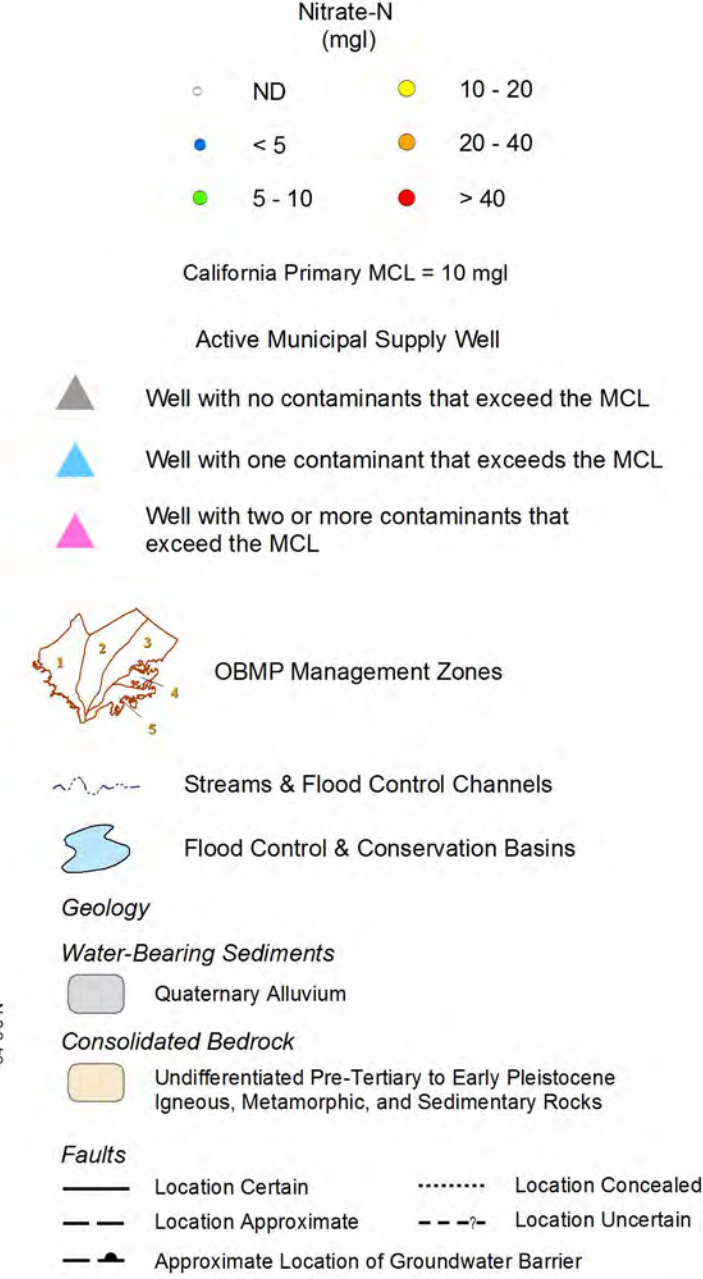 Nitrate-N
(mgl)
ND
10 - 20
< 5
20 - 40
5 - 10
> 40
California Primary MCL = 10 mgl
Active Municipal Supply Well
Well with no contaminants that exceed the MCL
Well with one contaminant that exceeds the MCL
Well with two or more contaminants that
exceed the MCL
1
2
3
4
5
OBMP Management Zones
Streams & Flood Control Channels
Flood Control & Conservation Basins
Geology
Water-Bearing Sediments
Quaternary Alluvium
Consolidated Bedrock
Undifferentiated Pre-Tertiary to Early Pleistocene
Igneous, Metamorphic, and Sedimentary Rocks
Faults
Location Certain
Location Concealed
Location Approximate
?
Location Uncertain
Approximate Location of Groundwater Barrier